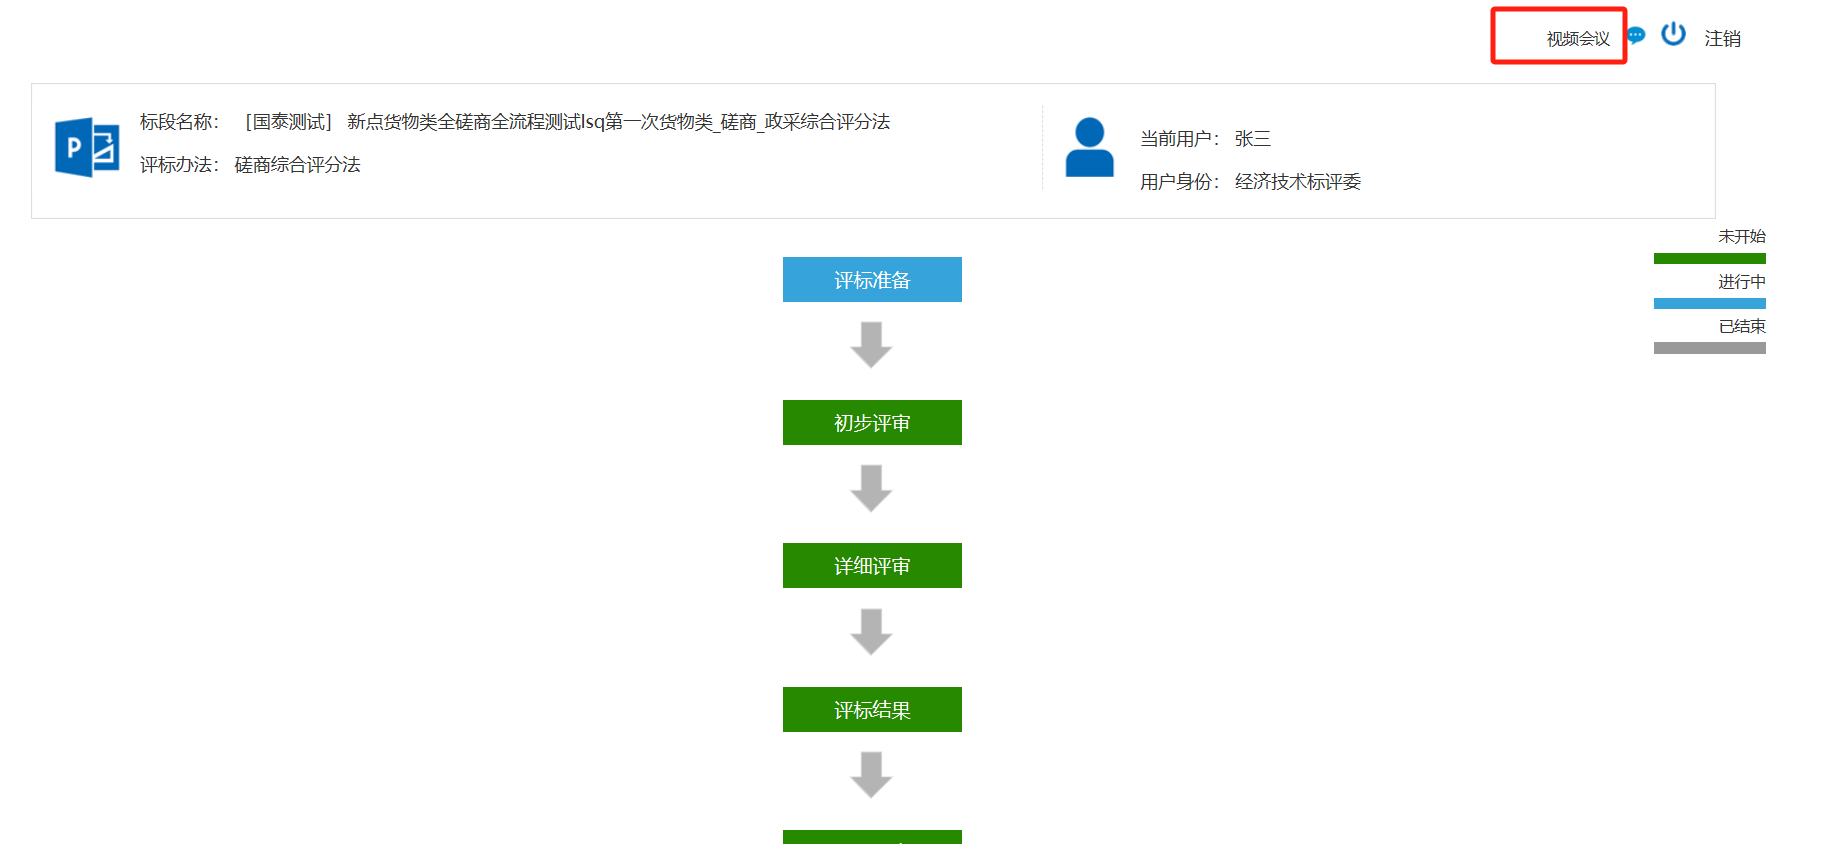 视频会议 注销
标段名称： [国泰测试] 新点货物类全磋商全流程测试lsq第一次货物类_磋商_政采综合评分法
评标办法： 磋商综合评分法
当前用户： 张三
用户身份： 经济技术标评委
未开始
进行中
已结束
评标准备
初步评审
详细评审
评标结果